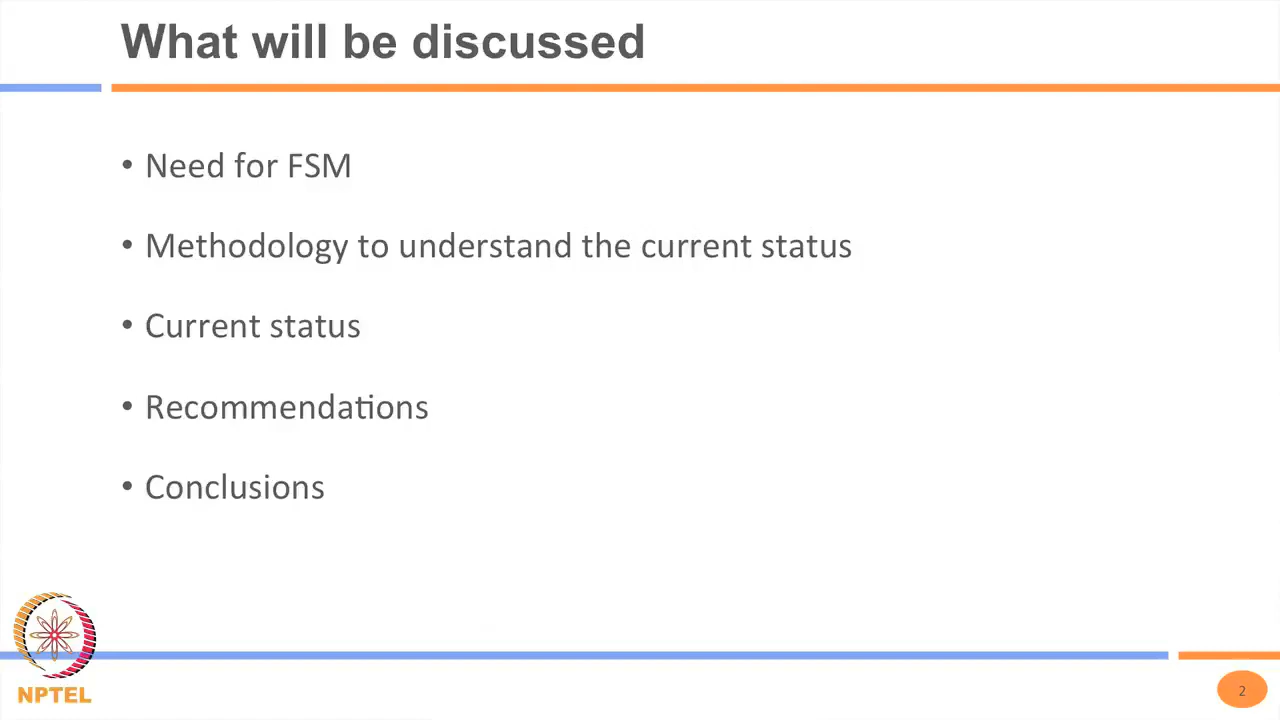 What will be discussed
• Need for FSM
• Methodology to understand the current status
• Current status
• Recommendations
• Conclusions
NPTEL
2